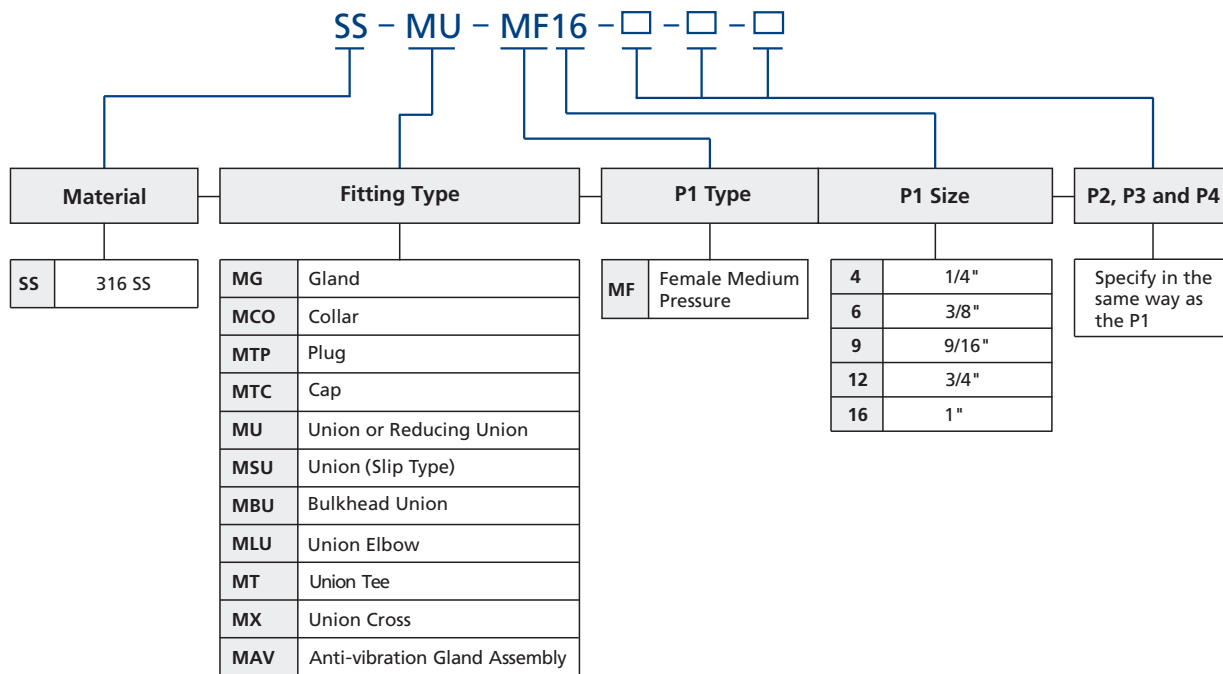 SS – MU – MF16 – □ – □ – □
Material
Fitting Type
P1 Type
P1 Size
P2, P3 and P4
SS 316 SS
MG Gland
MCO Collar
MTP Plug
MTC Cap
MU Union or Reducing Union
MSU Union (Slip Type)
MBU Bulkhead Union
MLU Union Elbow
MT Union Tee
MX Union Cross
MAV Anti-vibration Gland Assembly
MF Female Medium
Pressure
4 1/4"
6 3/8"
9 9/16"
12 3/4"
16 1"
Specify in the
same way as
the P1